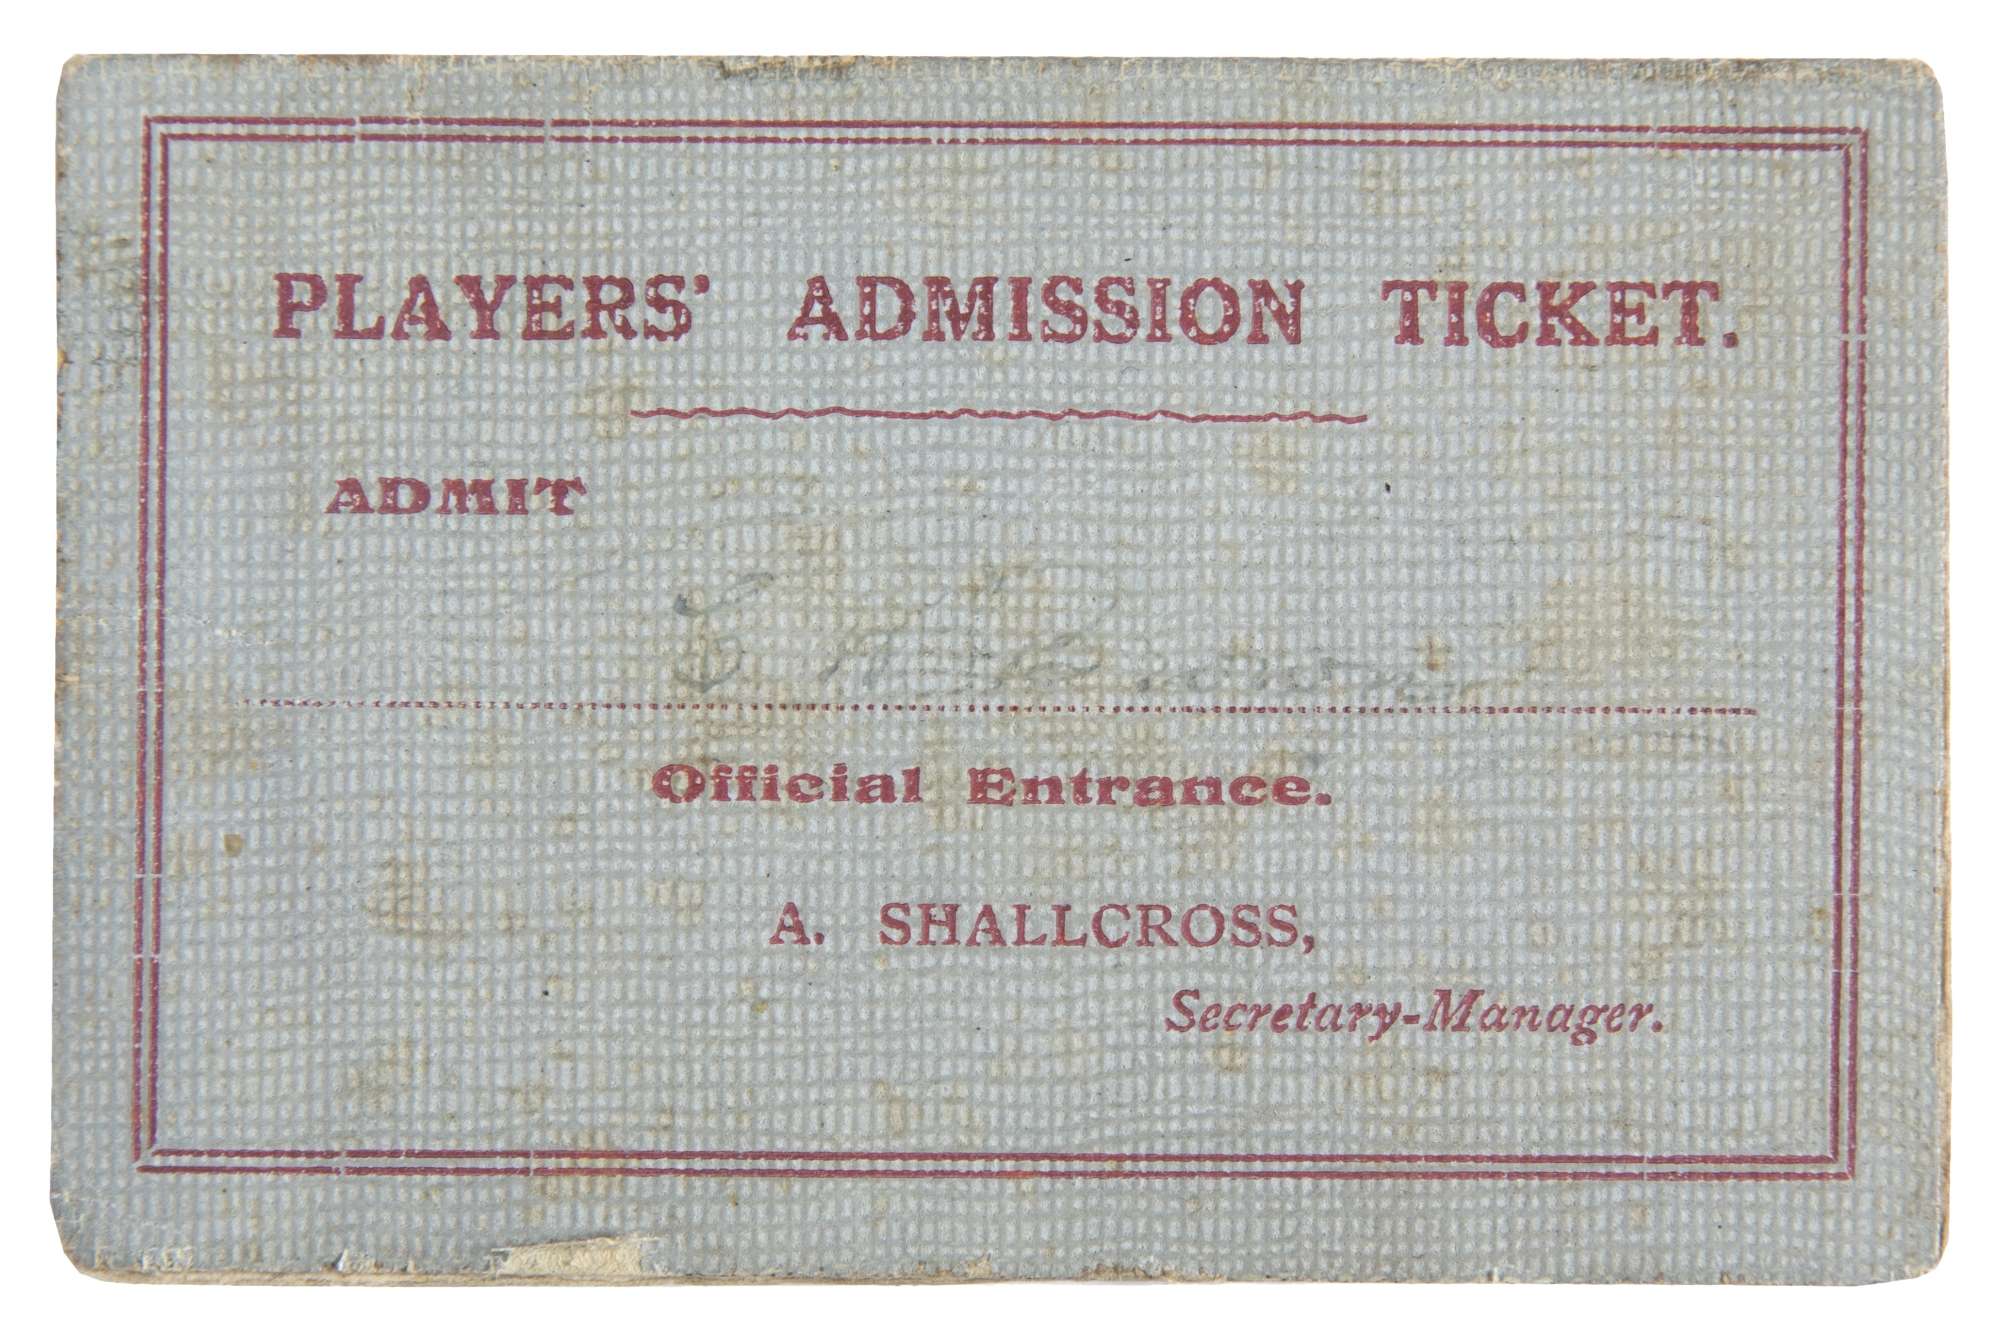 PLAYERS' ADMISSION TICKET.
ADMIT
Official Entrance.
A. SHALLCROSS,
Secretary-Manager.